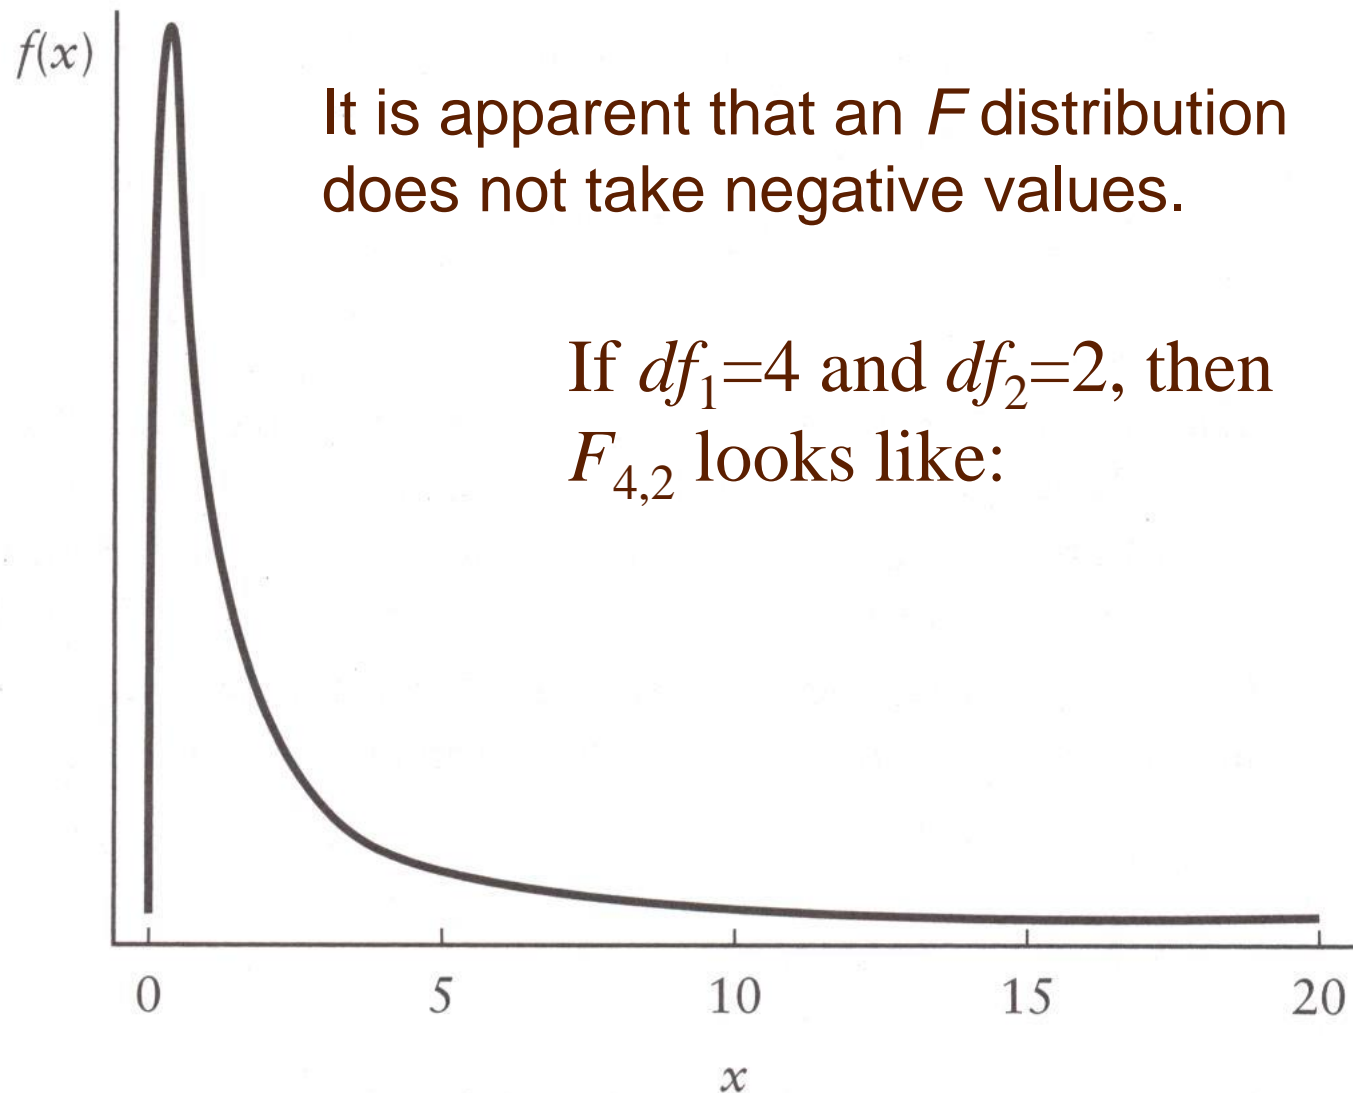 f(x)
It is apparent that an F distribution
does not take negative values.
If df₁=4 and df₂=2, then
F₄,₂ looks like:
0 5 10 15 20
x